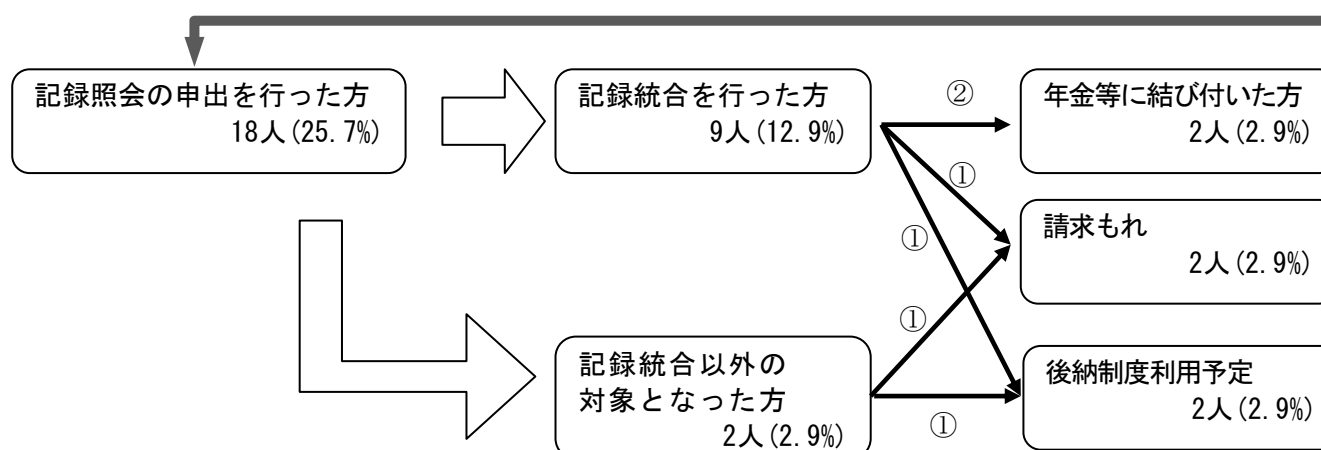 記録照会の申出を行った方
18人(25.7%)
記録統合を行った方
9人(12.9%)
②
年金等に結び付いた方
2人(2.9%)
①
請求もれ
2人(2.9%)
①
①
記録統合以外の
対象となった方
2人(2.9%)
①
後納制度利用予定
2人(2.9%)